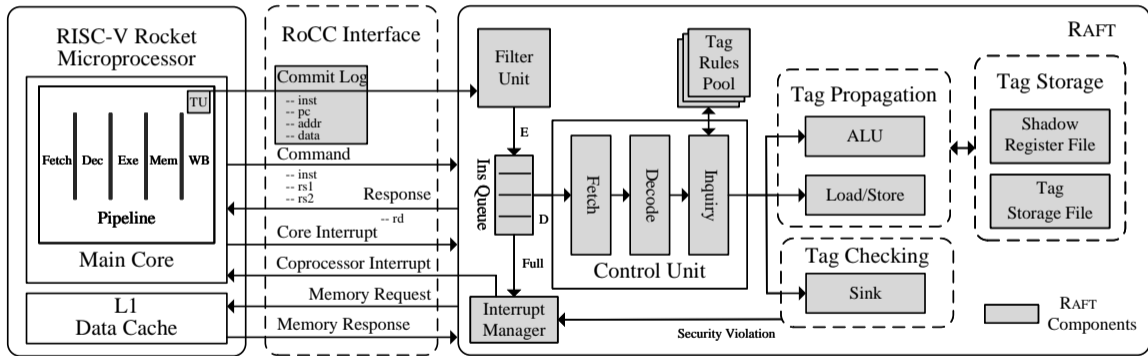 RISC-V Rocket
Microprocessor
TU
Fetch
Dec
Exe
Mem
WB
Pipeline
Main Core
L1
Data Cache
RoCC Interface
Commit Log
-- inst
-- pc
-- addr
-- data
Command
-- inst
-- rs1
-- rs2
Response
-- rd
Core Interrupt
Coprocessor Interrupt
Memory Request
Memory Response
RAFT
Filter
Unit
E
Ins Queue
D
Full
Interrupt
Manager
Tag
Rules
Pool
Fetch
Decode
Inquiry
Control Unit
Tag Propagation
ALU
Load/Store
Tag Checking
Sink
Security Violation
Tag Storage
Shadow
Register File
Tag
Storage File
RAFT
Components